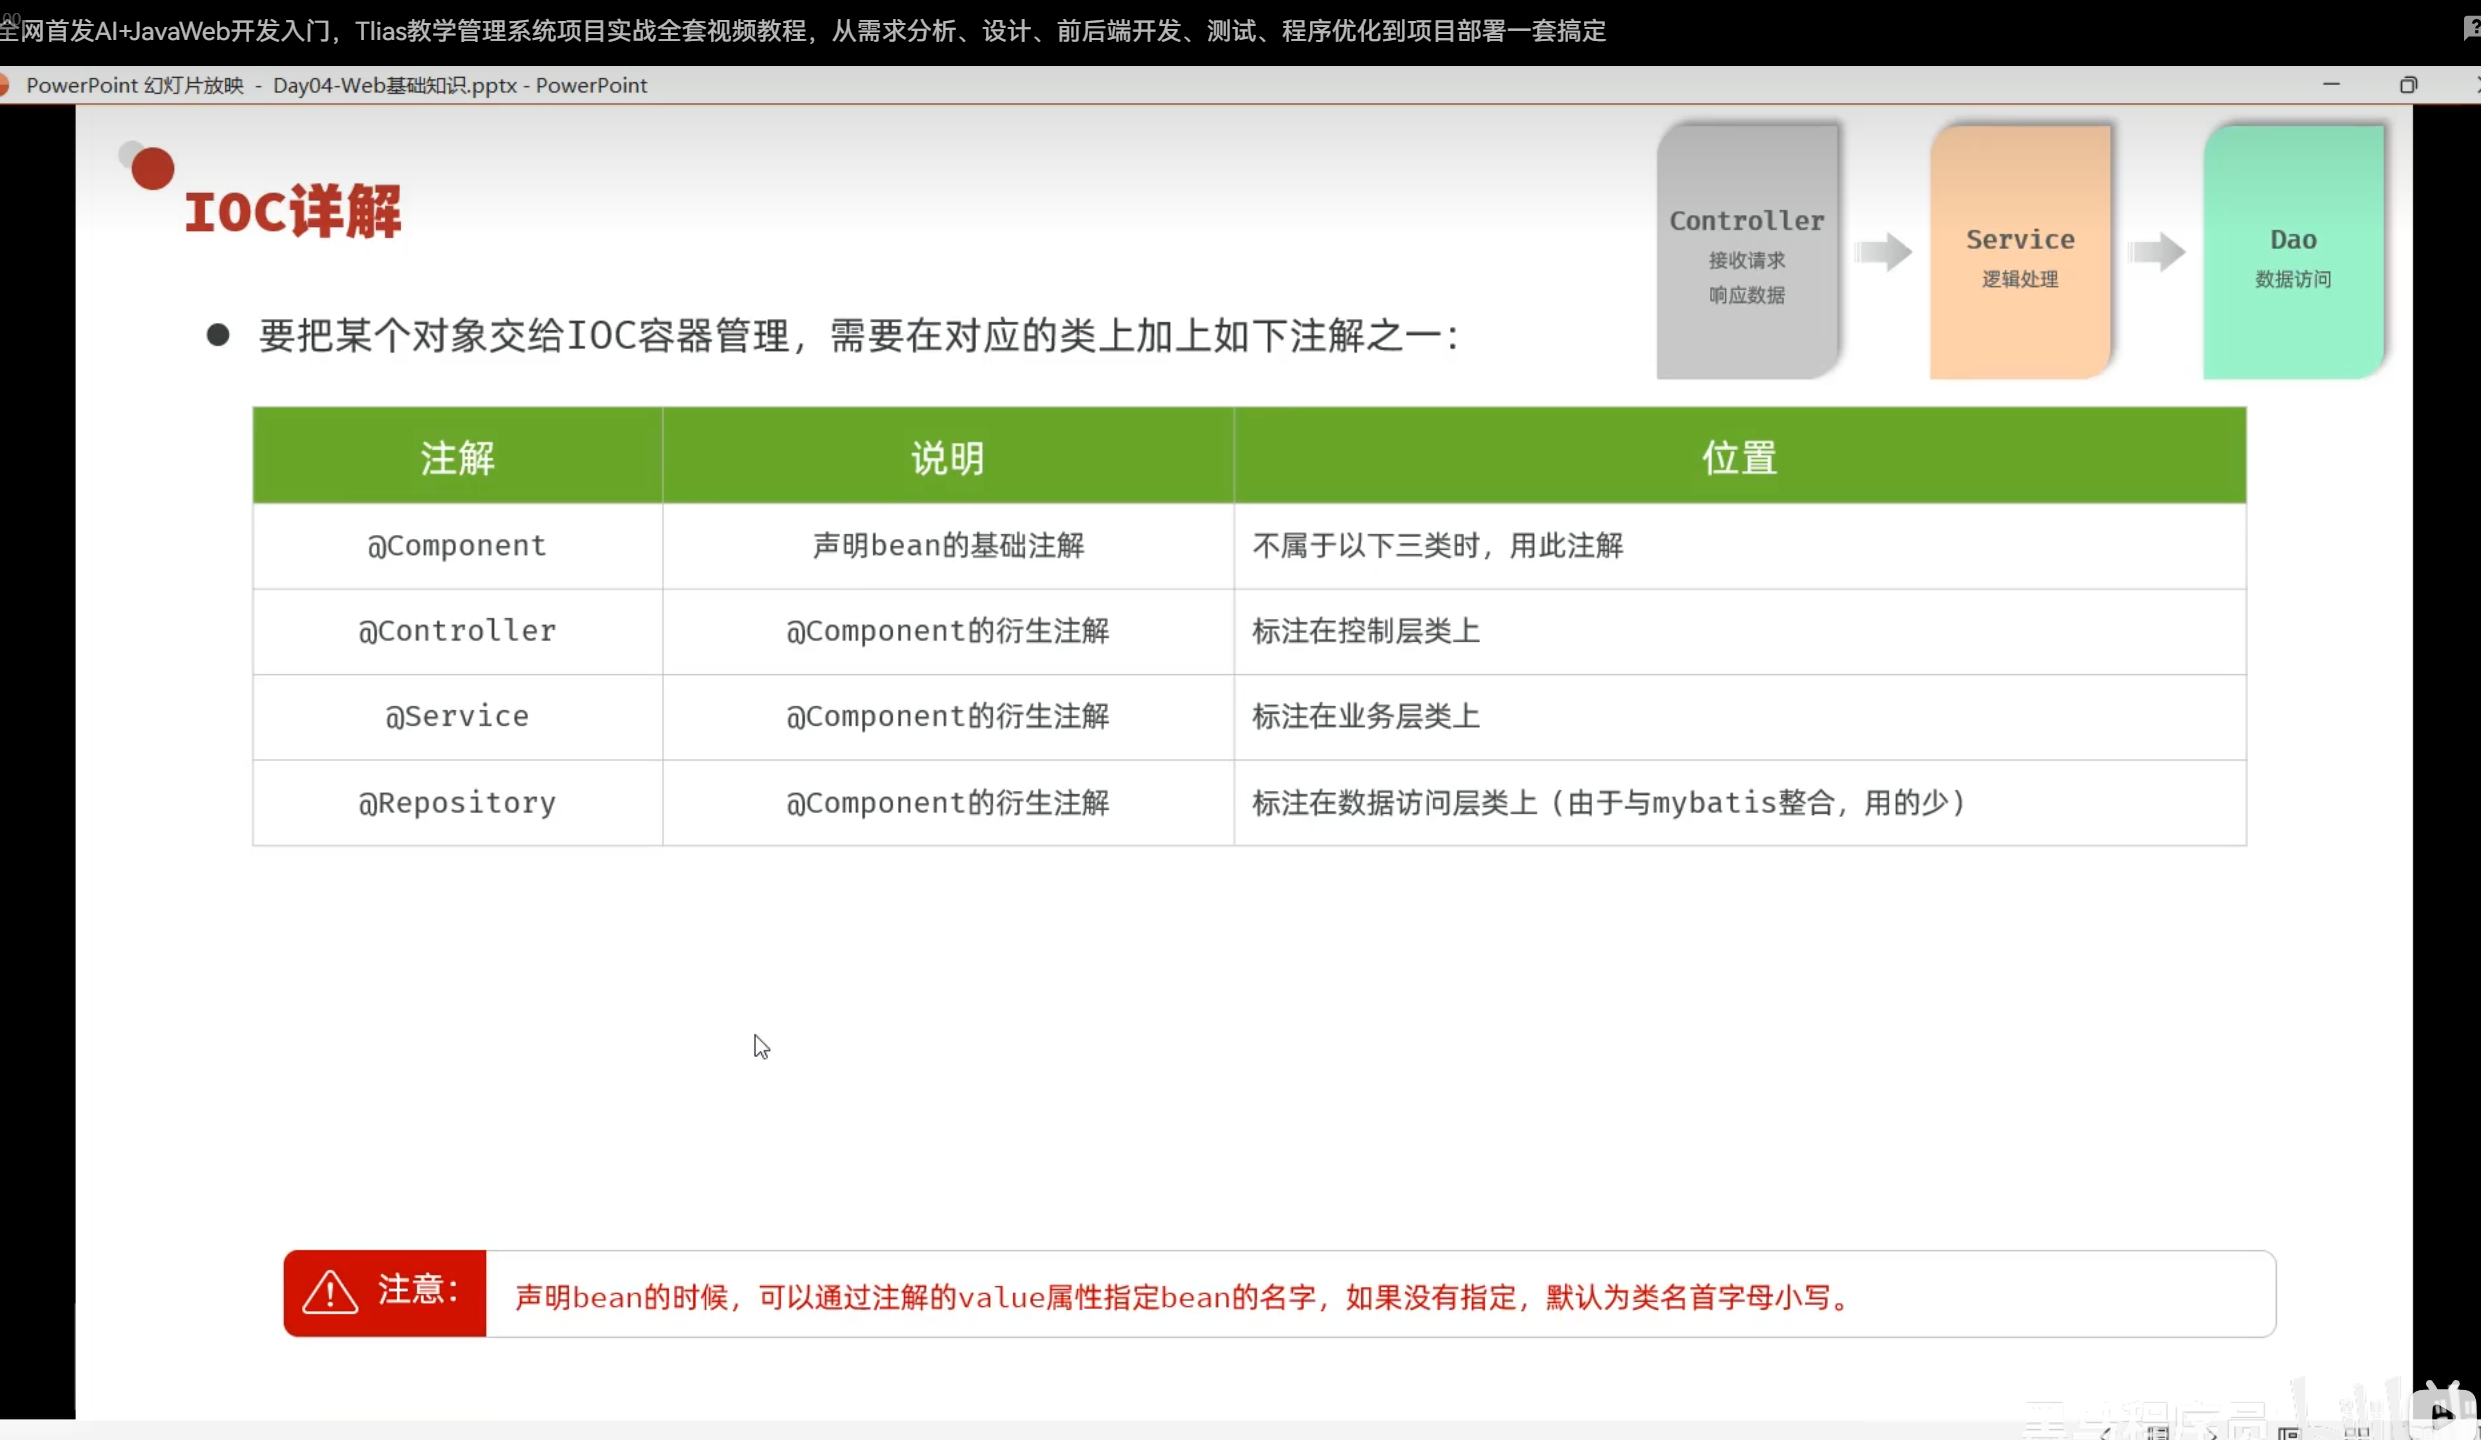 全网首发AI+JavaWeb开发入门，Tlias教学管理系统项目实战全套视频教程，从需求分析、设计、前后端开发、测试、程序优化到项目部署一套搞定
PowerPoint 幻灯片放映 - Day04-Web基础知识.pptx - PowerPoint
IOC详解
Controller
接收请求
响应数据
Service
逻辑处理
Dao
数据访问
● 要把某个对象交给IOC容器管理，需要在对应的类上加上如下注解之一：
注解 说明 位置
@Component 声明bean的基础注解 不属于以下三类时，用此注解
@Controller @Component的衍生注解 标注在控制层类上
@Service @Component的衍生注解 标注在业务层类上
@Repository @Component的衍生注解 标注在数据访问层类上（由于与mybatis整合，用的少）
注意：
声明bean的时候，可以通过注解的value属性指定bean的名字，如果没有指定，默认为类名首字母小写。